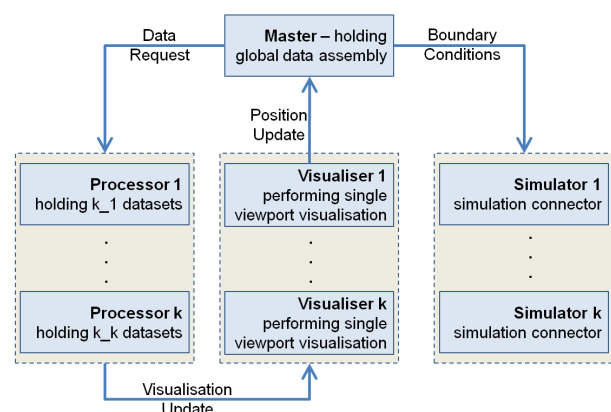 Data
Request
Master – holding
global data assembly
Boundary
Conditions
Position
Update
Processor 1
holding k_1 datasets
.
.
.
Processor k
holding k_k datasets
Visualiser 1
performing single
viewport visualisation
.
.
.
Visualiser k
performing single
viewport visualisation
Simulator 1
simulation connector
.
.
.
Simulator k
simulation connector
Visualisation
Update